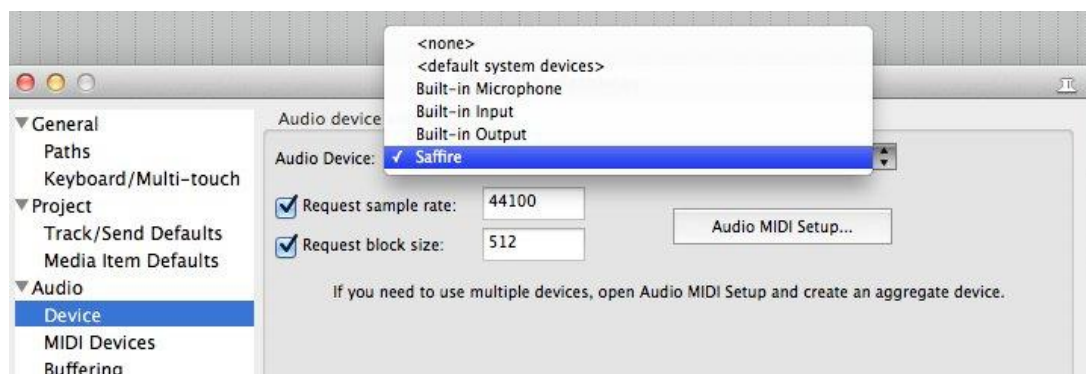 <none>
<default system devices>
Built-in Microphone
Built-in Input
Built-in Output
✓ Saffire
General
Paths
Keyboard/Multi-touch
Project
Track/Send Defaults
Media Item Defaults
Audio
Device
MIDI Devices
Buffering
Audio device
Audio Device:
Request sample rate: 44100
Request block size: 512
Audio MIDI Setup...
If you need to use multiple devices, open Audio MIDI Setup and create an aggregate device.